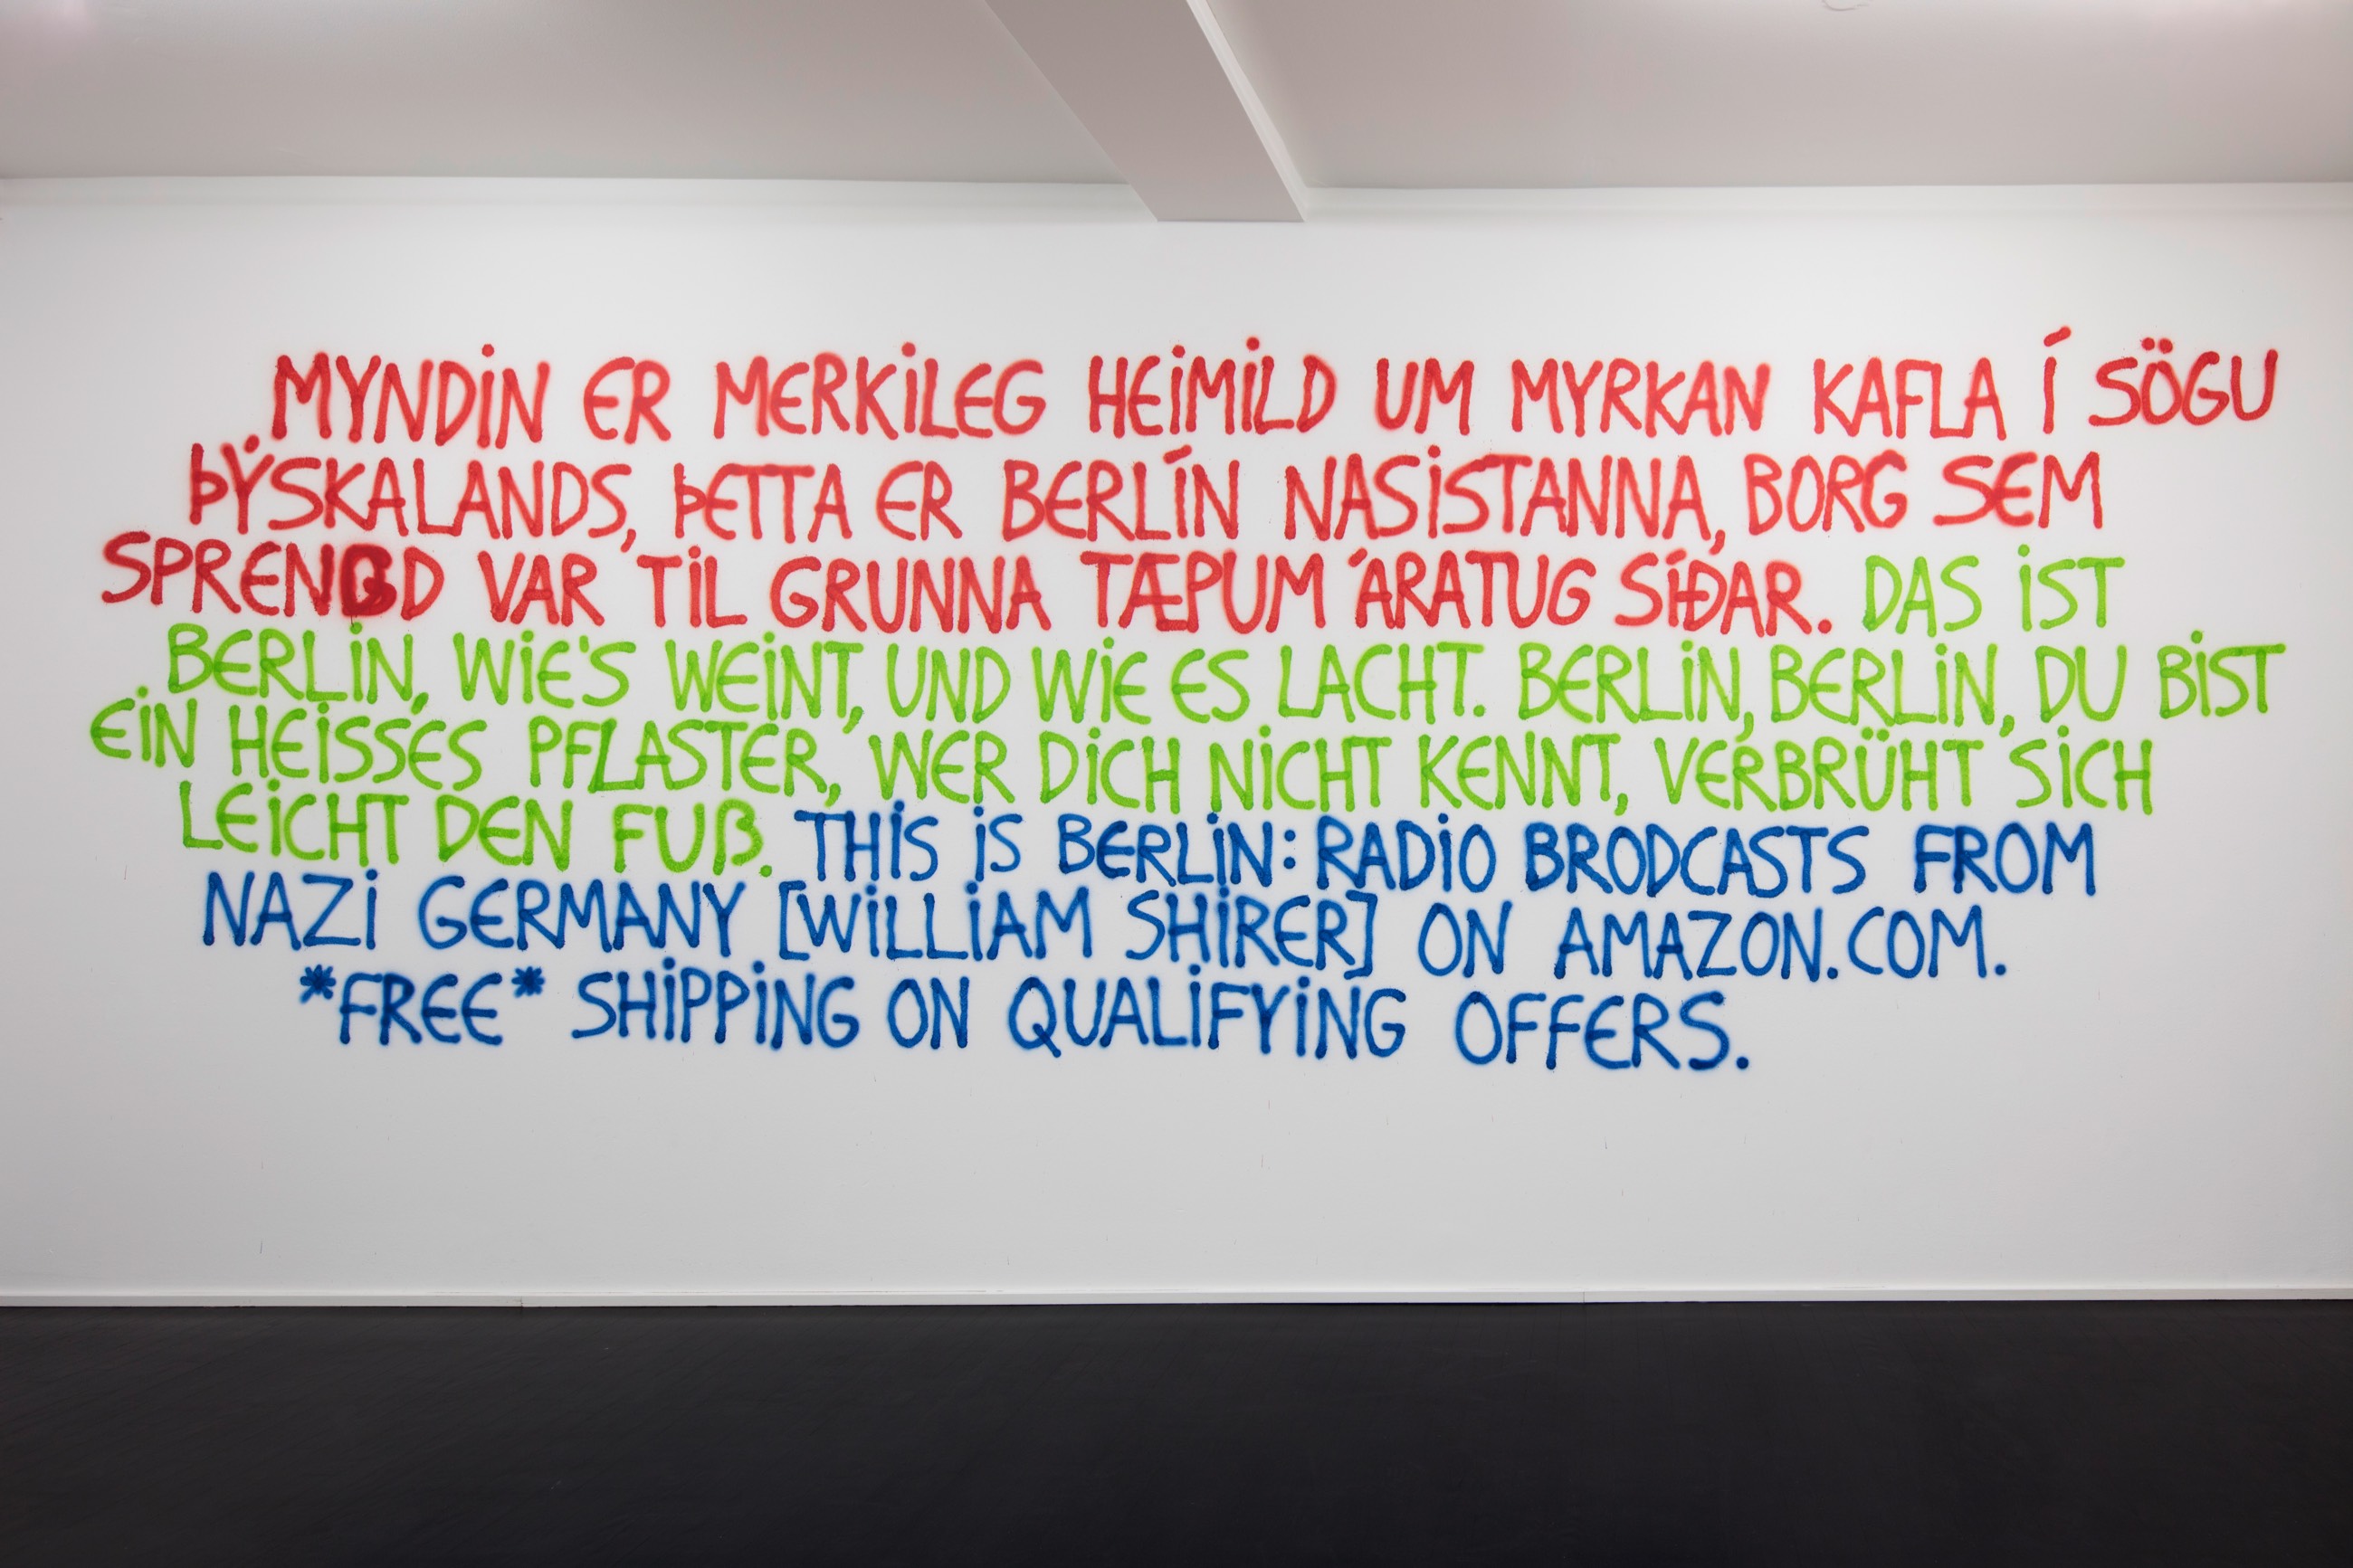 MYNDIN ER MERKILEG HEIMILD UM MYRKAN KAFLA Í SÖGU
ÞÝSKALANDS, ÞETTA ER BERLÍN NASISTANNA, BORG SEM
SPRENGD VAR TIL GRUNNA TÆPUM ÁRATUG SÍÐAR. DAS IST
BERLIN, WIE'S WEINT, UND WIE ES LACHT. BERLIN, BERLIN, DU BIST
EIN HEISSES PFLASTER, WER DICH NICHT KENNT, VERBRÜHT SICH
LEICHT DEN FUß. THIS IS BERLIN: RADIO BRODCASTS FROM
NAZI GERMANY [WILLIAM SHIRER] ON AMAZON.COM.
*FREE* SHIPPING ON QUALIFYING OFFERS.